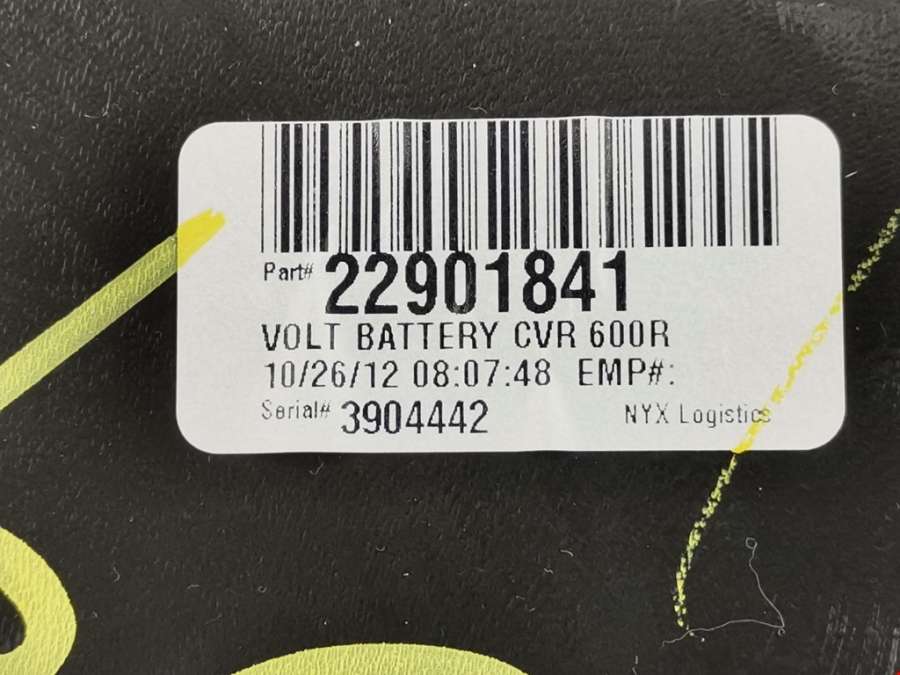 Part# 22901841
VOLT BATTERY CVR 600R
10/26/12 08:07:48 EMP#:
Serial# 3904442 NYX Logistics